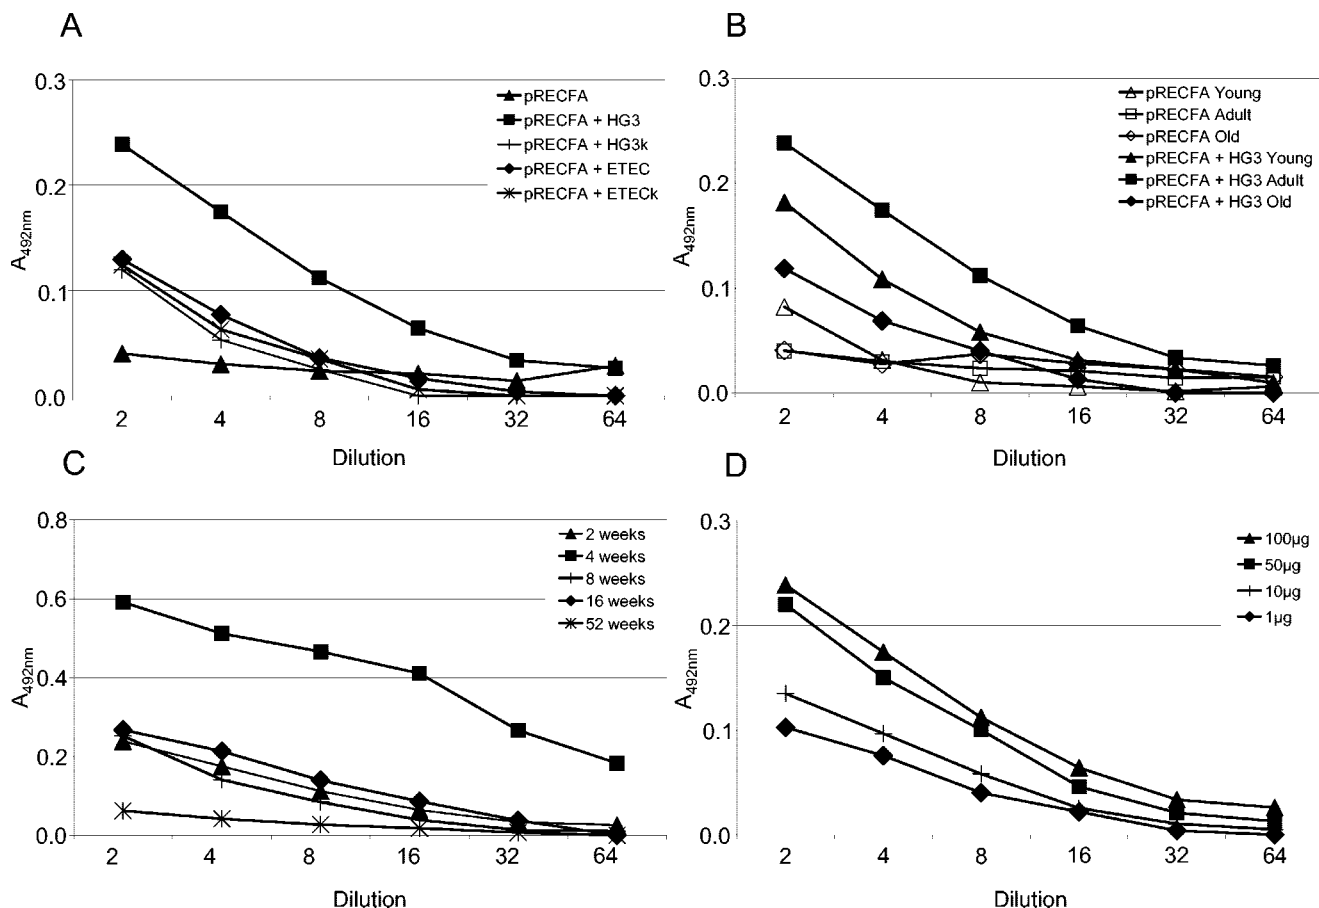 A
0.3
0.2
0.1
0.0
A492nm
pRECFA
pRECFA + HG3
pRECFA + HG3k
pRECFA + ETEC
pRECFA + ETECk
2 4 8 16 32 64
Dilution
B
0.3
0.2
0.1
0.0
A492nm
pRECFA Young
pRECFA Adult
pRECFA Old
pRECFA + HG3 Young
pRECFA + HG3 Adult
pRECFA + HG3 Old
2 4 8 16 32 64
Dilution
C
0.8
0.6
0.4
0.2
0.0
A492nm
2 weeks
4 weeks
8 weeks
16 weeks
52 weeks
2 4 8 16 32 64
Dilution
D
0.3
0.2
0.1
0.0
A492nm
100µg
50µg
10µg
1µg
2 4 8 16 32 64
Dilution